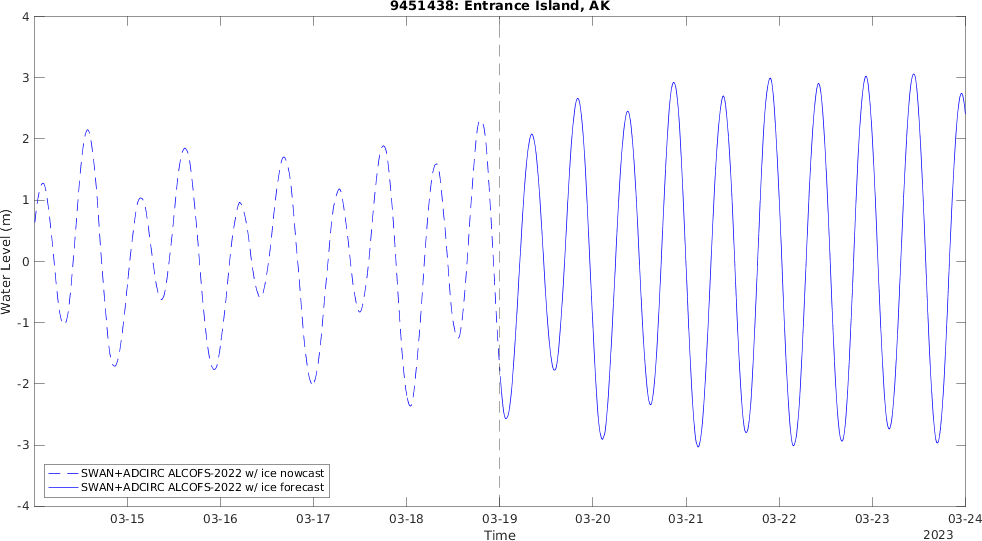 9451438: Entrance Island, AK
4
3
2
1
0
-1
-2
-3
-4
Water Level (m)
SWAN+ADCIRC ALCOFS-2022 w/ ice nowcast
SWAN+ADCIRC ALCOFS-2022 w/ ice forecast
03-15 03-16 03-17 03-18 03-19 03-20 03-21 03-22 03-23 03-24
Time
2023